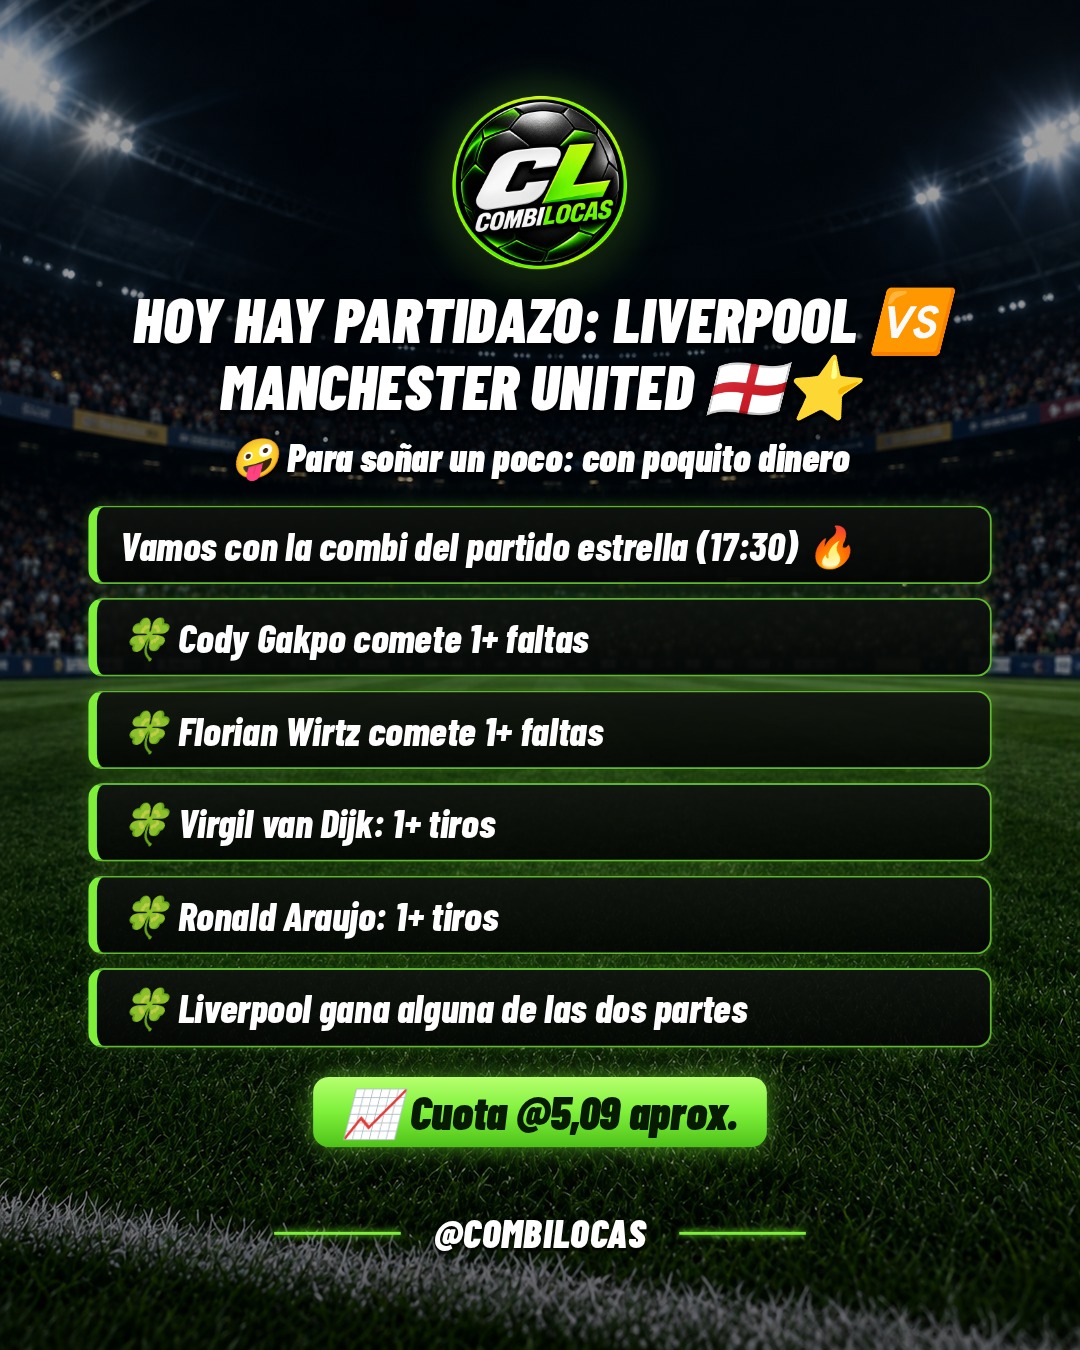 CL
COMBILOCAS
HOY HAY PARTIDAZO: LIVERPOOL 🆚
MANCHESTER UNITED 🏴󠁧󠁢󠁥󠁮󠁧󠁿⭐
🤪 Para soñar un poco: con poquito dinero
Vamos con la combi del partido estrella (17:30) 🔥
🍀 Cody Gakpo comete 1+ faltas
🍀 Florian Wirtz comete 1+ faltas
🍀 Virgil van Dijk: 1+ tiros
🍀 Ronald Araujo: 1+ tiros
🍀 Liverpool gana alguna de las dos partes
📈 Cuota @5,09 aprox.
@COMBILOCAS